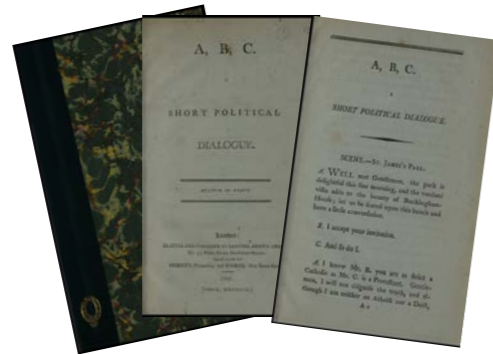 A, B, C.
A
SHORT POLITICAL
DIALOGUE.
London:
A, B, C.
A
SHORT POLITICAL DIALOGUE.
SCENE.—ST. JAMES'S PARK.
A. WELL met Gentlemen, the park is
delightful this fine morning, and the verdant
vista adds to the beauty of Buckingham-
House; let us be seated upon this bench and
have a little conversation.
B. I accept your invitation.
C. And so do I.
A. I know Mr. B. you are as strict a
Catholic as Mr. C. is a Protestant. Gentle-
men, I will not disguise the truth, and al-
though I am neither an Atheist nor a Deist,
A 2